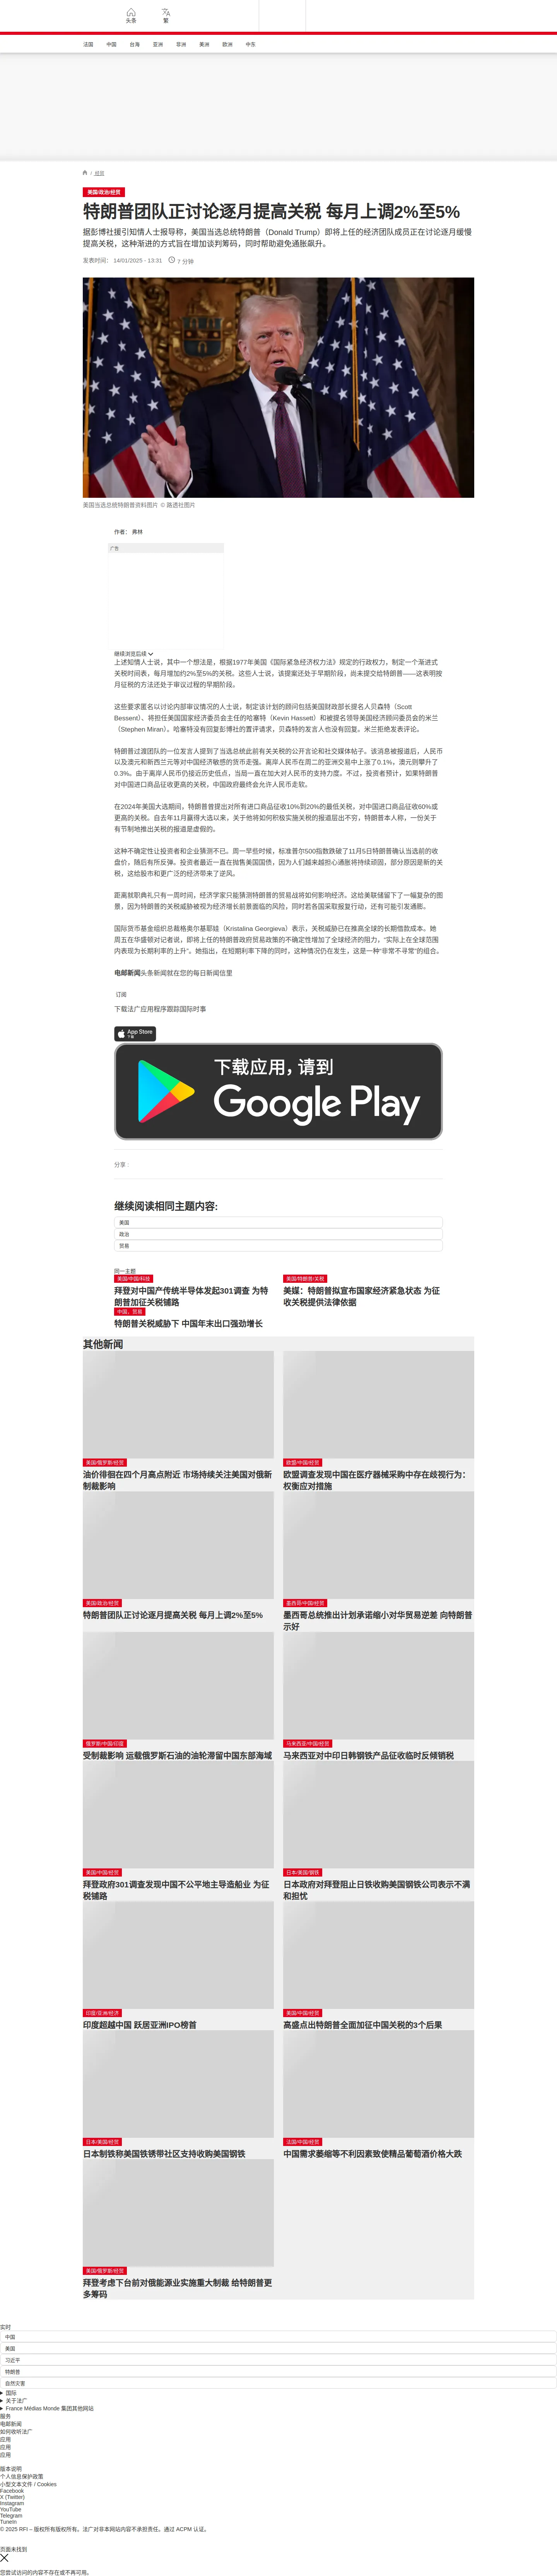 头条
繁
法国 中国 台海 亚洲 非洲 美洲 欧洲 中东
/ 经贸
美国/政治/经贸
特朗普团队正讨论逐月提高关税 每月上调2%至5%
据彭博社援引知情人士报导称，美国当选总统特朗普（Donald Trump）即将上任的经济团队成员正在讨论逐月缓慢
提高关税，这种渐进的方式旨在增加谈判筹码，同时帮助避免通胀飙升。
发表时间： 14/01/2025 - 13:31 7 分钟
美国当选总统特朗普资料图片 © 路透社图片
作者： 弗林
广告
继续浏览后续
上述知情人士说，其中一个想法是，根据1977年美国《国际紧急经济权力法》规定的行政权力，制定一个渐进式
关税时间表，每月增加约2%至5%的关税。这些人士说，该提案还处于早期阶段，尚未提交给特朗普——这表明按
月征税的方法还处于审议过程的早期阶段。
这些要求匿名以讨论内部审议情况的人士说，制定该计划的顾问包括美国财政部长提名人贝森特（Scott
Bessent）、将担任美国国家经济委员会主任的哈塞特（Kevin Hassett）和被提名领导美国经济顾问委员会的米兰
（Stephen Miran）。哈塞特没有回复彭博社的置评请求，贝森特的发言人也没有回复。米兰拒绝发表评论。
特朗普过渡团队的一位发言人提到了当选总统此前有关关税的公开言论和社交媒体帖子。该消息被报道后，人民币
以及澳元和新西兰元等对中国经济敏感的货币走强。离岸人民币在周二的亚洲交易中上涨了0.1%，澳元则攀升了
0.3%。由于离岸人民币仍接近历史低点，当局一直在加大对人民币的支持力度。不过，投资者预计，如果特朗普
对中国进口商品征收更高的关税，中国政府最终会允许人民币走软。
在2024年美国大选期间，特朗普曾提出对所有进口商品征收10%到20%的最低关税，对中国进口商品征收60%或
更高的关税。自去年11月赢得大选以来，关于他将如何积极实施关税的报道层出不穷，特朗普本人称，一份关于
有节制地推出关税的报道是虚假的。
这种不确定性让投资者和企业猜测不已。周一早些时候，标准普尔500指数跌破了11月5日特朗普确认当选前的收
盘价，随后有所反弹。投资者最近一直在抛售美国国债，因为人们越来越担心通胀将持续顽固，部分原因是新的关
税，这给股市和更广泛的经济带来了逆风。
距离就职典礼只有一周时间，经济学家只能猜测特朗普的贸易战将如何影响经济。这给美联储留下了一幅复杂的图
景，因为特朗普的关税威胁被视为经济增长前景面临的风险，同时若各国采取报复行动，还有可能引发通膨。
国际货币基金组织总裁格奥尔基耶娃（Kristalina Georgieva）表示，关税威胁已在推高全球的长期借款成本。她
周五在华盛顿对记者说，即将上任的特朗普政府贸易政策的不确定性增加了全球经济的阻力，“实际上在全球范围
内表现为长期利率的上升”。她指出，在短期利率下降的同时，这种情况仍在发生，这是一种“非常不寻常”的组合。
电邮新闻头条新闻就在您的每日新闻信里
订阅
下载法广应用程序跟踪国际时事
App Store
下载
下载应用，请到
Google Play
分享 :
继续阅读相同主题内容:
美国
政治
贸易
同一主题
美国/中国/科技
拜登对中国产传统半导体发起301调查 为特
朗普加征关税铺路
美国/特朗普/关税
美媒：特朗普拟宣布国家经济紧急状态 为征
收关税提供法律依据
中国、贸易
特朗普关税威胁下 中国年末出口强劲增长
其他新闻
美国/俄罗斯/经贸
油价徘徊在四个月高点附近 市场持续关注美国对俄新
制裁影响
欧盟/中国/经贸
欧盟调查发现中国在医疗器械采购中存在歧视行为：
权衡应对措施
美国/政治/经贸
特朗普团队正讨论逐月提高关税 每月上调2%至5%
墨西哥/中国/经贸
墨西哥总统推出计划承诺缩小对华贸易逆差 向特朗普
示好
俄罗斯/中国/印度
受制裁影响 运载俄罗斯石油的油轮滞留中国东部海域
马来西亚/中国/经贸
马来西亚对中印日韩钢铁产品征收临时反倾销税
美国/中国/经贸
拜登政府301调查发现中国不公平地主导造船业 为征
税铺路
日本/美国/钢铁
日本政府对拜登阻止日铁收购美国钢铁公司表示不满
和担忧
印度/亚洲/经济
印度超越中国 跃居亚洲IPO榜首
美国/中国/经贸
高盛点出特朗普全面加征中国关税的3个后果
日本/美国/经贸
日本制铁称美国铁锈带社区支持收购美国钢铁
法国/中国/经贸
中国需求萎缩等不利因素致使精品葡萄酒价格大跌
美国/俄罗斯/经贸
拜登考虑下台前对俄能源业实施重大制裁 给特朗普更
多筹码
实时
中国
美国
习近平
特朗普
自然灾害
国际
关于法广
France Médias Monde 集团其他网站
服务
电邮新闻
如何收听法广
应用
应用
应用
版本说明
个人信息保护政策
小型文本文件 / Cookies
Facebook
X (Twitter)
Instagram
YouTube
Telegram
TuneIn
© 2025 RFI – 版权所有版权所有。法广对非本网站内容不承担责任。通过 ACPM 认证。
页面未找到
您尝试访问的内容不存在或不再可用。